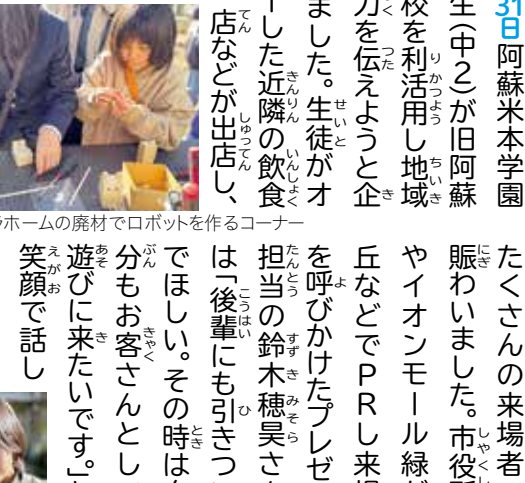 31日 阿蘇米本学園
生(中2)が旧阿蘇
校を利活用し地域
力を伝えようと企
ました。生徒がオ
ーした近隣の飲食
店などが出店し、
ラホームの廃材でロボットを作るコーナー
たくさんの来場者
賑わいました。市役所
やイオンモール緑が
丘などでPRし来場
を呼びかけたプレゼ
担当の鈴木穂昊さ
は「後輩にも引きつ
でほしい。その時は
分もお客さんとし
遊びに来たいです。」
笑顔で話し